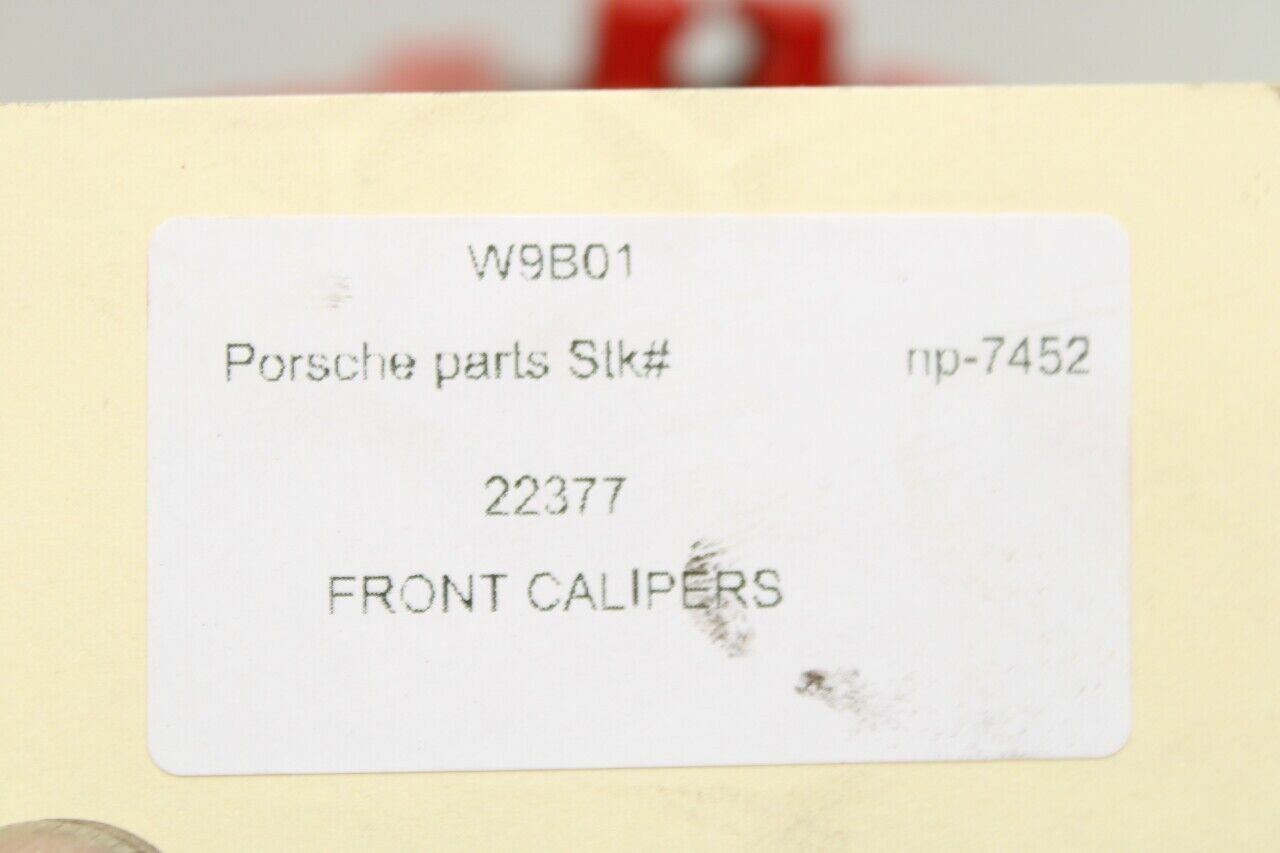 W9B01
Porsche parts Stk# np-7452
22377
FRONT CALIPERS